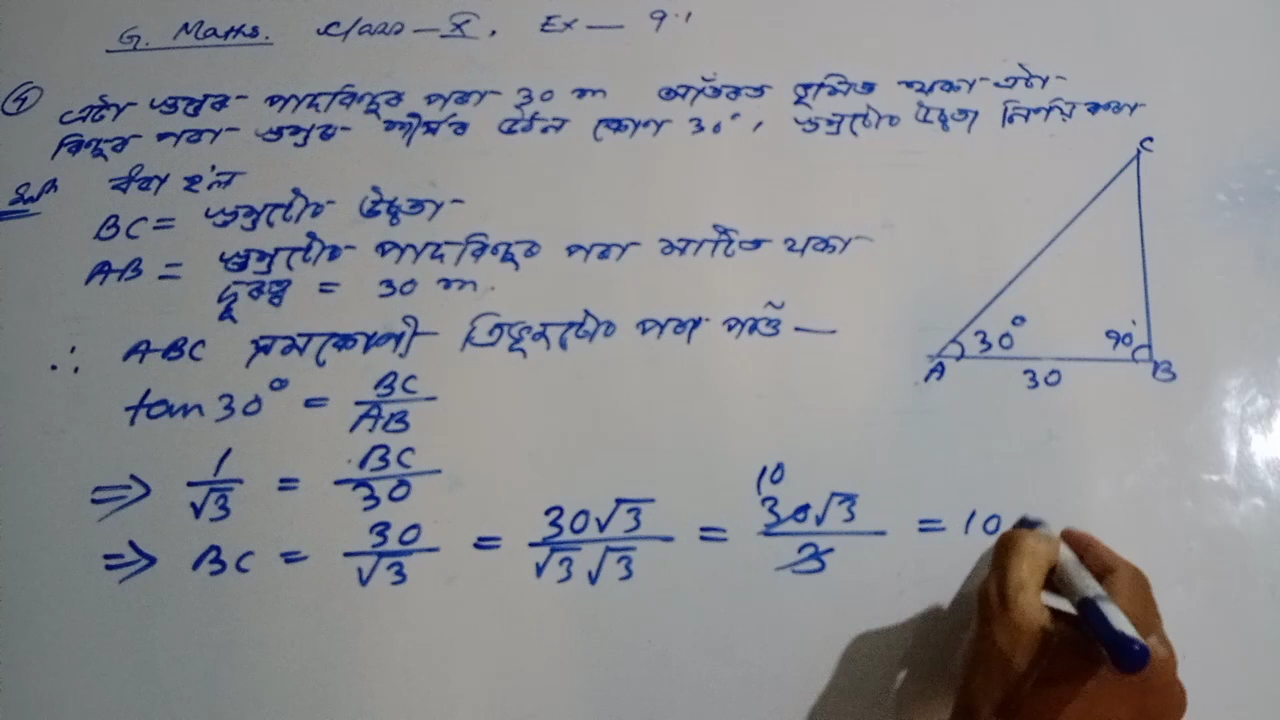 G. Maths. Class - X, Ex - 9.1
④ এটা স্তম্ভৰ পাদবিন্দুৰ পৰা 30 m আঁতৰত ভূমিত থকা এটা
বিন্দুৰ পৰা স্তম্ভৰ শীৰ্ষৰ উঠন কোণ 30°, স্তম্ভটোৰ উচ্চতা নিৰ্ণয় কৰা
Solⁿ ধৰা হ'ল
BC = স্তম্ভটোৰ উচ্চতা
AB = স্তম্ভটোৰ পাদবিন্দুৰ পৰা মাটিত থকা
দূৰত্ব = 30 m.
∴ ABC সমকোণী ত্ৰিভূজটোৰ পৰা পাওঁ —
tan 30° = BC/AB
⇒ 1/√3 = BC/30
⇒ BC = 30/√3 = 30√3/√3√3 = 30√3/3 = 10
10
C
30° 90°
A 30 B